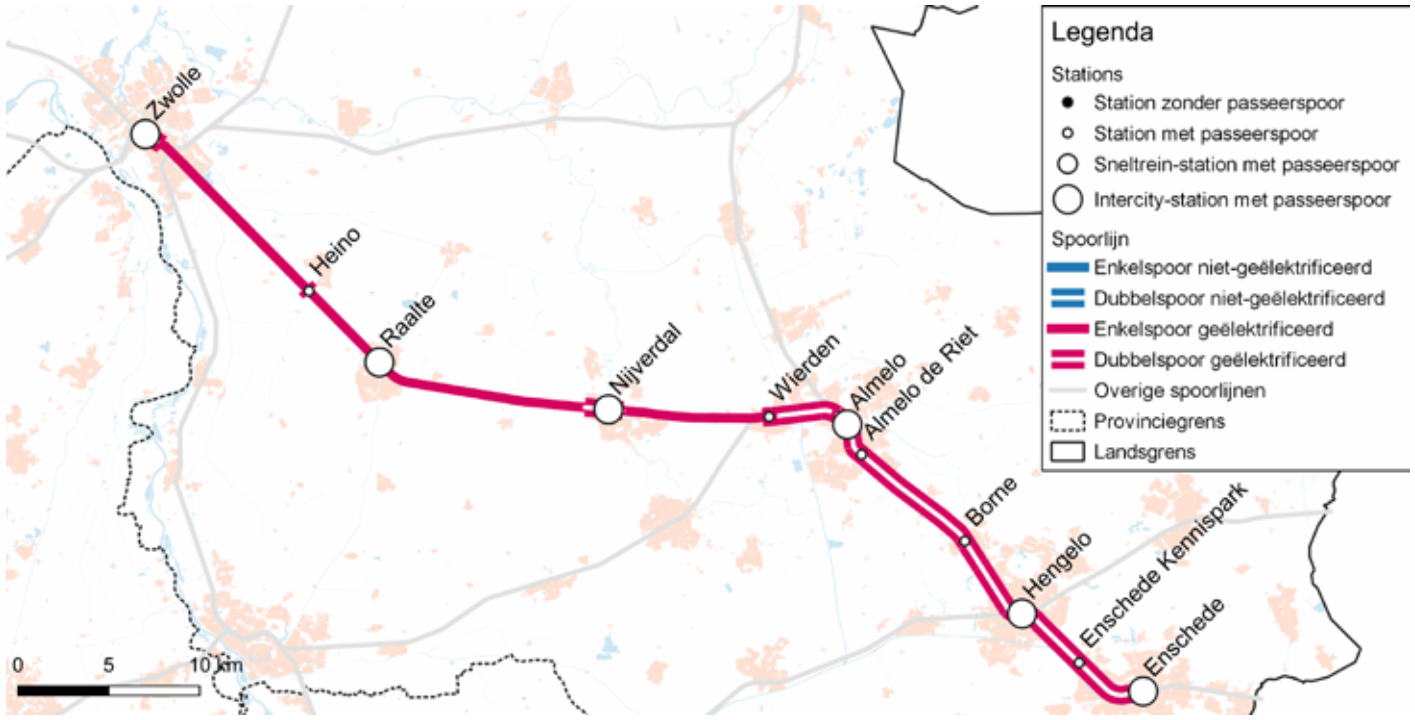 Zwolle
Heino
Raalte
Nijverdal
Wierden
Almelo
Almelo de Riet
Borne
Hengelo
Enschede Kennispark
Enschede
0 5 10 km
Legenda
Stations
Station zonder passeerspoor
Station met passeerspoor
Sneltrein-station met passeerspoor
Intercity-station met passeerspoor
Spoorlijn
Enkelspoor niet-geëlektrificeerd
Dubbelspoor niet-geëlektrificeerd
Enkelspoor geëlektrificeerd
Dubbelspoor geëlektrificeerd
Overige spoorlijnen
Provinciegrens
Landsgrens